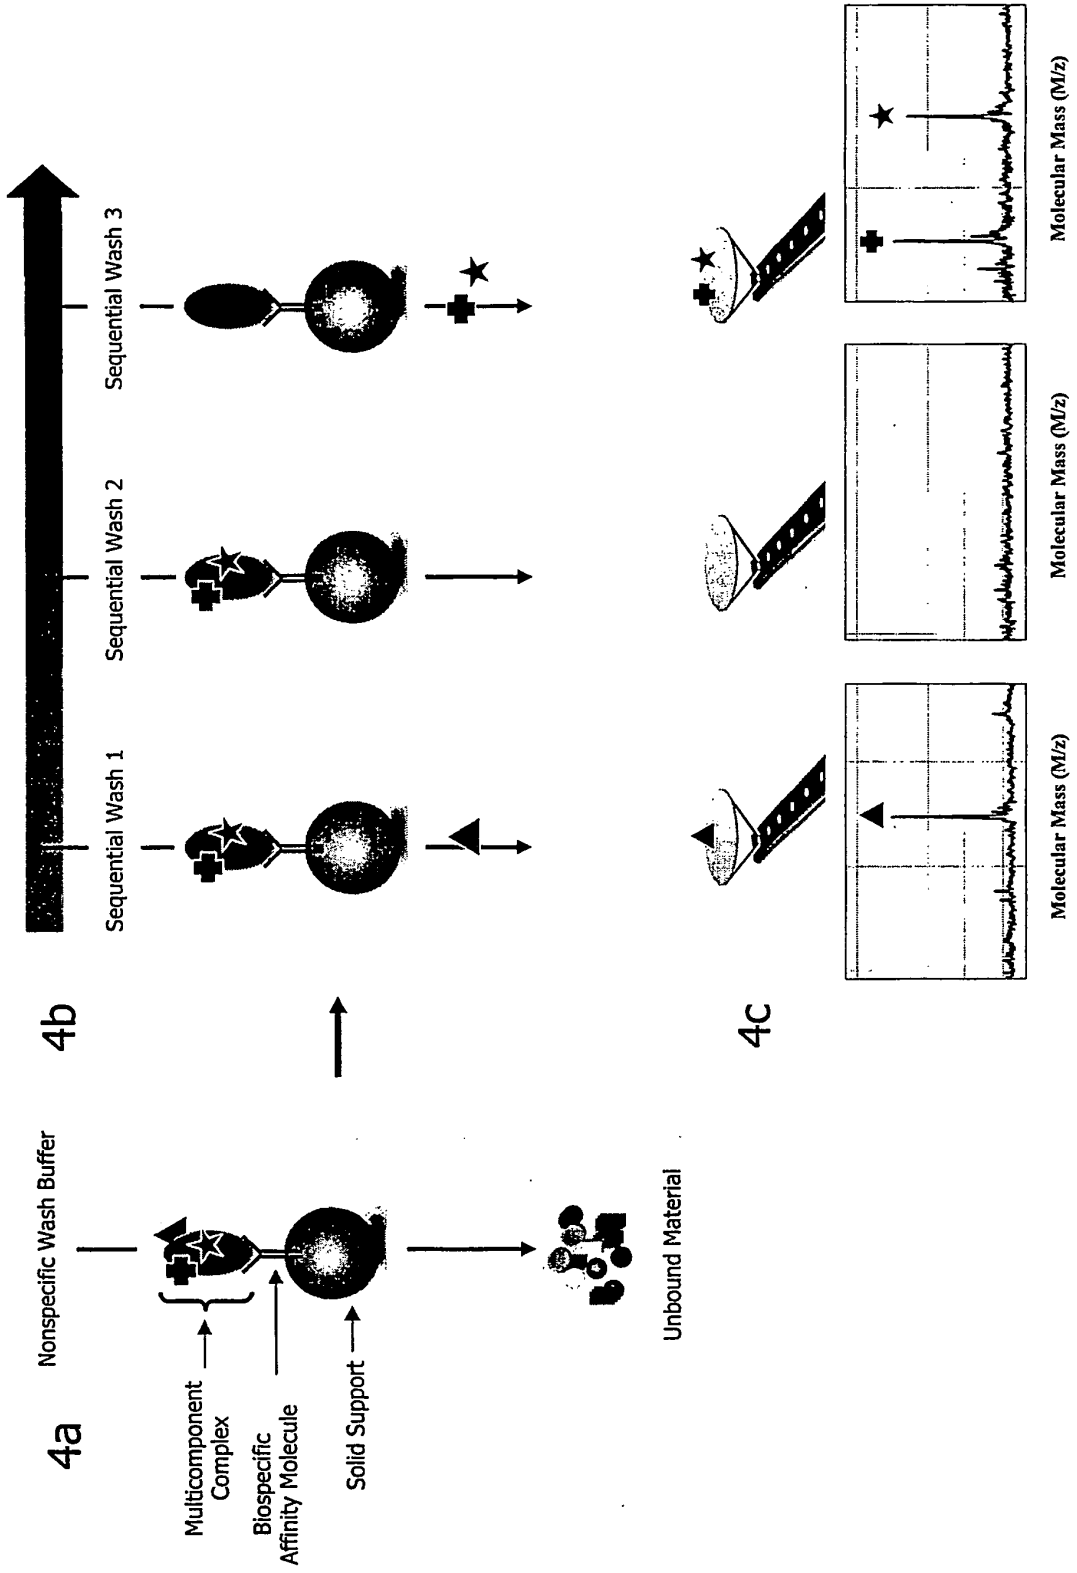 4a
Nonspecific Wash Buffer
Multicomponent
Complex
Biospecific
Affinity Molecule
Solid Support
Unbound Material
4b
Sequential Wash 1
Sequential Wash 2
Sequential Wash 3
4c
Molecular Mass (M/z)
Molecular Mass (M/z)
Molecular Mass (M/z)